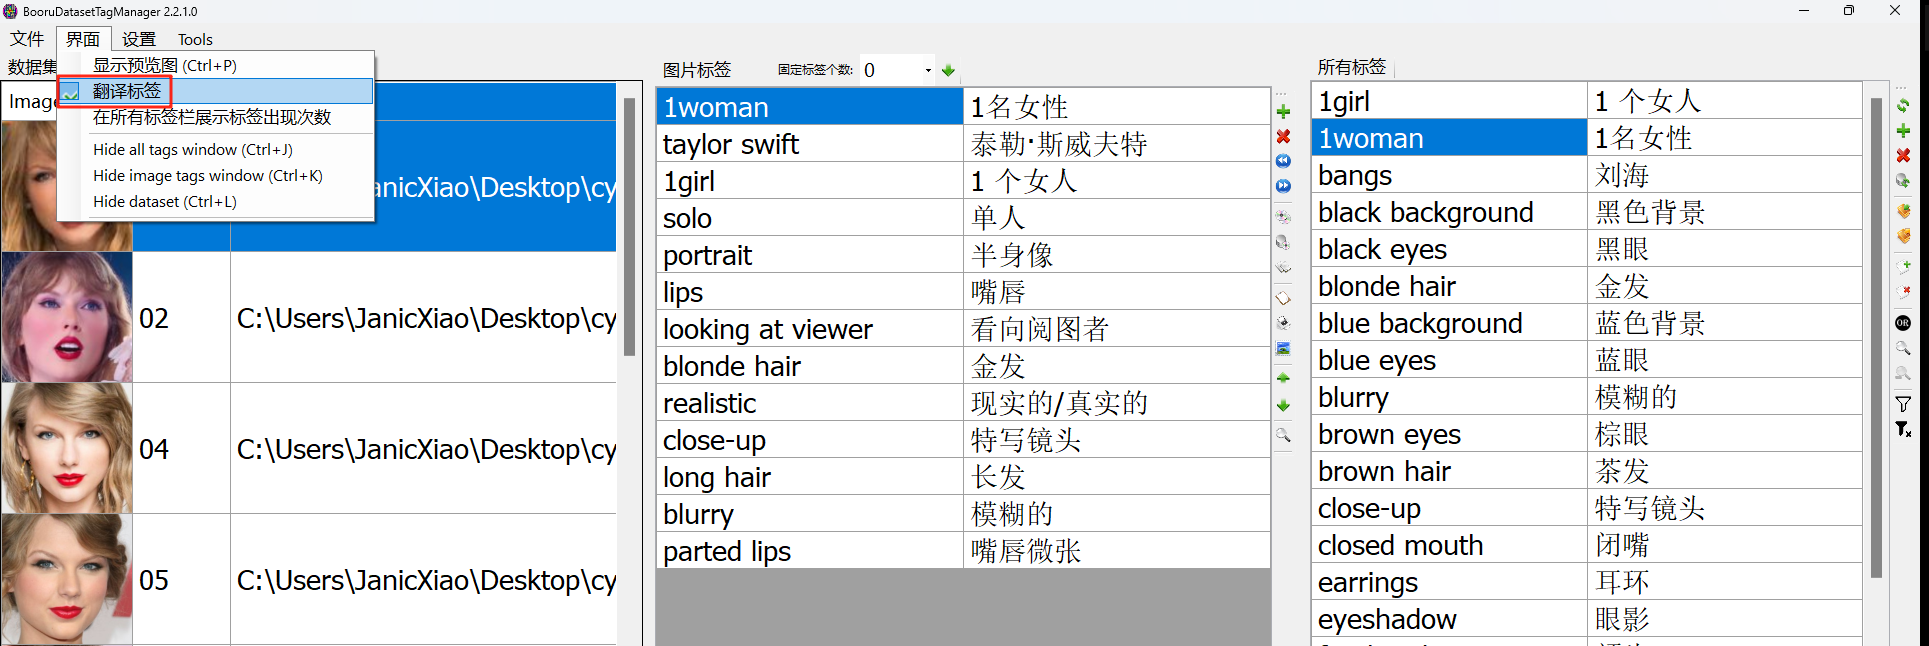 BooruDatasetTagManager 2.2.1.0
文件 界面 设置 Tools
数据集
显示预览图 (Ctrl+P)
翻译标签
在所有标签栏展示标签出现次数
Hide all tags window (Ctrl+J)
Hide image tags window (Ctrl+K)
Hide dataset (Ctrl+L)
Image
JanicXiao\Desktop\cy
02 C:\Users\JanicXiao\Desktop\cy
04 C:\Users\JanicXiao\Desktop\cy
05 C:\Users\JanicXiao\Desktop\cy
图片标签 固定标签个数: 0
1woman 1名女性
taylor swift 泰勒·斯威夫特
1girl 1 个女人
solo 单人
portrait 半身像
lips 嘴唇
looking at viewer 看向阅图者
blonde hair 金发
realistic 现实的/真实的
close-up 特写镜头
long hair 长发
blurry 模糊的
parted lips 嘴唇微张
所有标签
1girl 1 个女人
1woman 1名女性
bangs 刘海
black background 黑色背景
black eyes 黑眼
blonde hair 金发
blue background 蓝色背景
blue eyes 蓝眼
blurry 模糊的
brown eyes 棕眼
brown hair 茶发
close-up 特写镜头
closed mouth 闭嘴
earrings 耳环
eyeshadow 眼影
OR